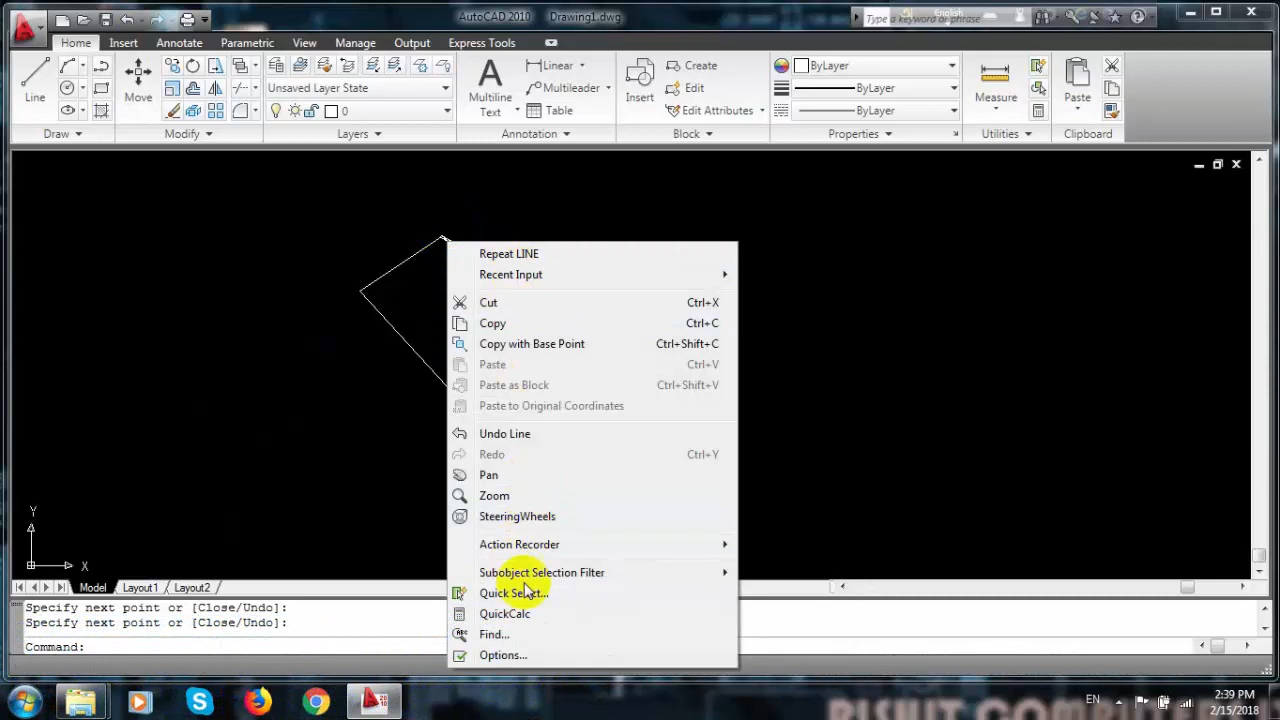 AutoCAD 2010 Drawing1.dwg
English
Type a keyword or phrase
Home Insert Annotate Parametric View Manage Output Express Tools
Line
Move
Unsaved Layer State
0
Multiline
Text
Linear
Multileader
Table
Insert
Create
Edit
Edit Attributes
ByLayer
ByLayer
ByLayer
Measure
Paste
Draw Modify Layers Annotation Block Properties Utilities Clipboard
Repeat LINE
Recent Input
Cut Ctrl+X
Copy Ctrl+C
Copy with Base Point Ctrl+Shift+C
Paste Ctrl+V
Paste as Block Ctrl+Shift+V
Paste to Original Coordinates
Undo Line
Redo Ctrl+Y
Pan
Zoom
SteeringWheels
Action Recorder
Subobject Selection Filter
Quick Select...
QuickCalc
Find...
Options...
Y
X
Model Layout1 Layout2
Specify next point or [Close/Undo]:
Specify next point or [Close/Undo]:
Command:
EN
2:39 PM
2/15/2018